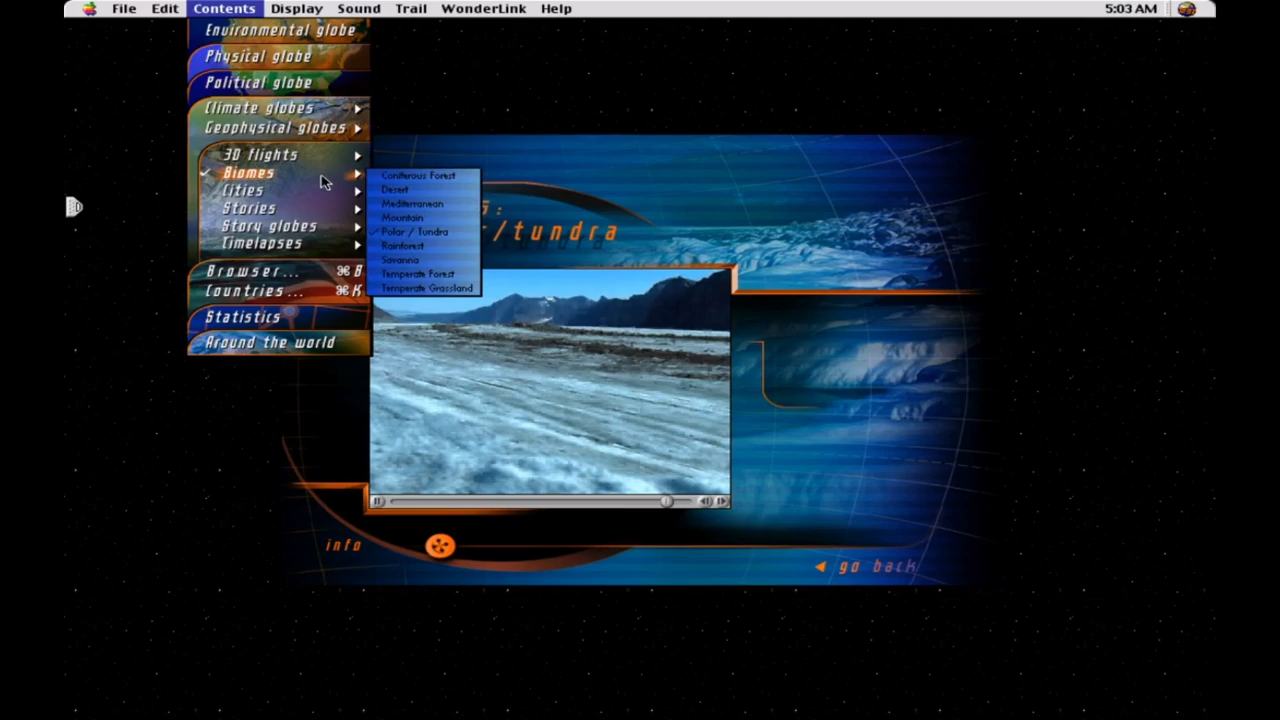 File Edit Contents Display Sound Trail WonderLink Help 5:03 AM
Environmental globe
Physical globe
Political globe
Climate globes
Geophysical globes
3D flights
Biomes
Cities
Stories
Story globes
Timelapses
Browser... ⌘B
Countries... ⌘K
Statistics
Around the world
Coniferous Forest
Desert
Mediterranean
Mountain
Polar / Tundra
Rainforest
Savanna
Temperate Forest
Temperate Grassland
s:
/tundra
info
go back